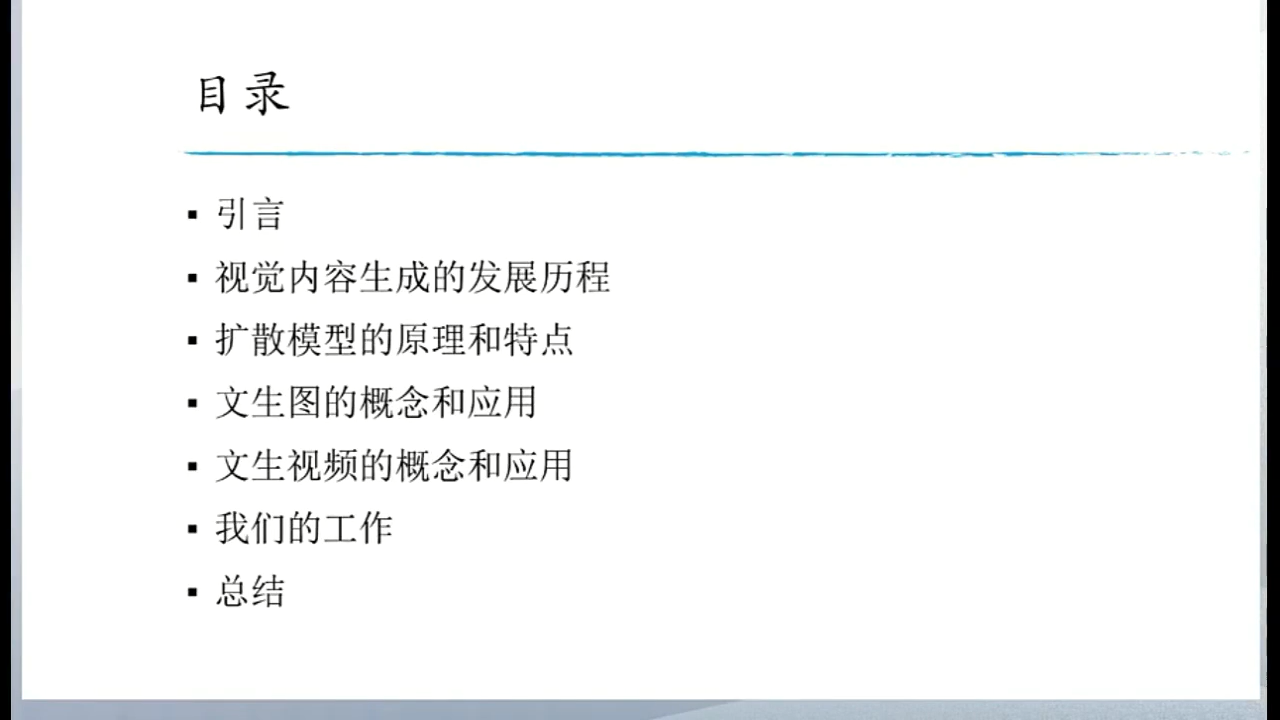 目录
▪ 引言
▪ 视觉内容生成的发展历程
▪ 扩散模型的原理和特点
▪ 文生图的概念和应用
▪ 文生视频的概念和应用
▪ 我们的工作
▪ 总结